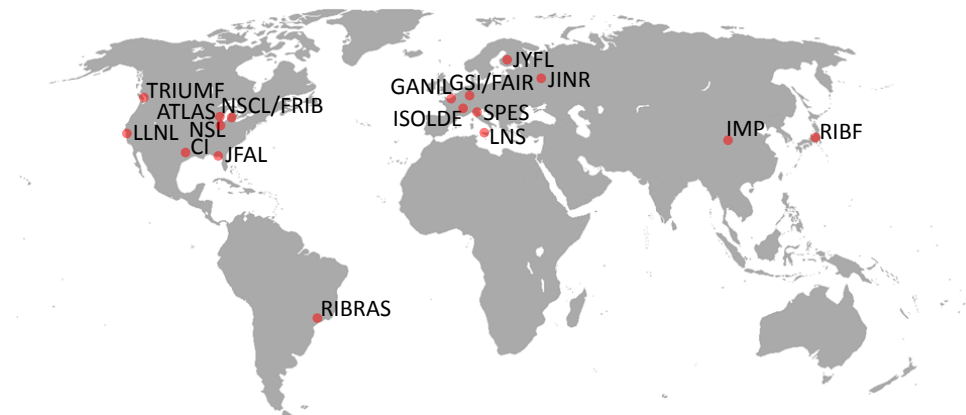 JYFL
GSI/FAIR
JINR
GANIL
TRIUMF
NSCL/FRIB
ATLAS
ISOLDE
SPES
NSL
LLNL
LNS
IMP
RIBF
CI
JFAL
RIBRAS